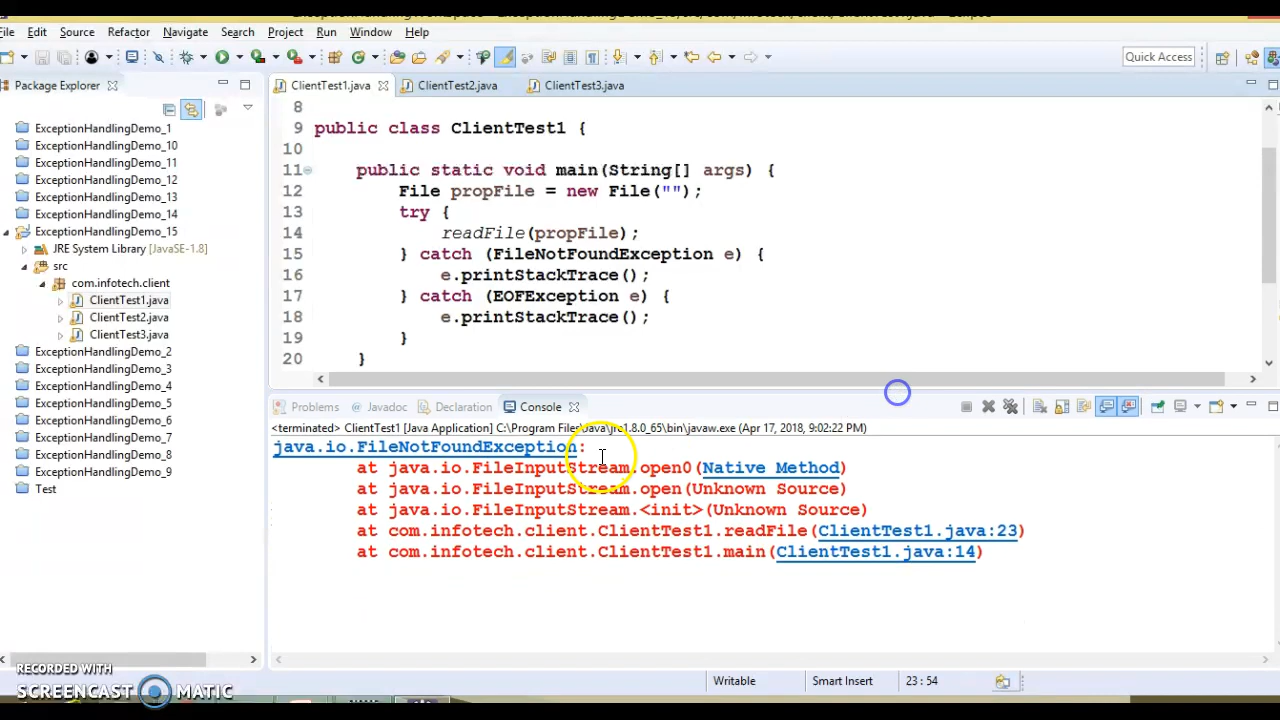 File Edit Source Refactor Navigate Search Project Run Window Help
Quick Access
Package Explorer
ClientTest1.java ClientTest2.java ClientTest3.java
ExceptionHandlingDemo_1
ExceptionHandlingDemo_10
ExceptionHandlingDemo_11
ExceptionHandlingDemo_12
ExceptionHandlingDemo_13
ExceptionHandlingDemo_14
ExceptionHandlingDemo_15
JRE System Library [JavaSE-1.8]
src
com.infotech.client
ClientTest1.java
ClientTest2.java
ClientTest3.java
ExceptionHandlingDemo_2
ExceptionHandlingDemo_3
ExceptionHandlingDemo_4
ExceptionHandlingDemo_5
ExceptionHandlingDemo_6
ExceptionHandlingDemo_7
ExceptionHandlingDemo_8
ExceptionHandlingDemo_9
Test
8
9 public class ClientTest1 {
10
11 public static void main(String[] args) {
12 File propFile = new File("");
13 try {
14 readFile(propFile);
15 } catch (FileNotFoundException e) {
16 e.printStackTrace();
17 } catch (EOFException e) {
18 e.printStackTrace();
19 }
20 }
Problems @ Javadoc Declaration Console
<terminated> ClientTest1 [Java Application] C:\Program Files\Java\jre1.8.0_65\bin\javaw.exe (Apr 17, 2018, 9:02:22 PM)
java.io.FileNotFoundException:
at java.io.FileInputStream.open0(Native Method)
at java.io.FileInputStream.open(Unknown Source)
at java.io.FileInputStream.<init>(Unknown Source)
at com.infotech.client.ClientTest1.readFile(ClientTest1.java:23)
at com.infotech.client.ClientTest1.main(ClientTest1.java:14)
RECORDED WITH
SCREENCAST MATIC
Writable Smart Insert 23 : 54